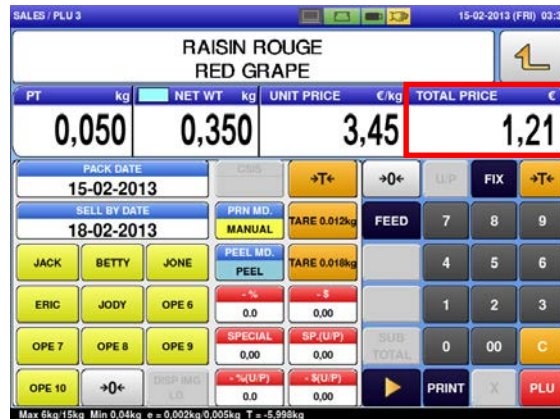 SALES / PLU 3
15-02-2013 (FRI) 03:3
RAISIN ROUGE
RED GRAPE
PT kg
NET WT kg
UNIT PRICE €/kg
TOTAL PRICE €
0,050
0,350
3,45
1,21
PACK DATE
15-02-2013
→T←
→0←
U/P
FIX
→T←
SELL BY DATE
18-02-2013
PRN MD.
MANUAL
TARE 0.012kg
FEED
7
8
9
JACK
BETTY
JONE
PEEL MD.
PEEL
TARE 0.018kg
4
5
6
ERIC
JODY
OPE 6
- %
0.0
- $
0,00
1
2
3
OPE 7
OPE 8
OPE 9
SPECIAL
0,00
SP.(U/P)
0,00
SUB
TOTAL
0
00
C
OPE 10
→0←
DISP IMG
- %(U/P)
0.0
- $(U/P)
0,00
PRINT
X
PLU
Max 6kg/15kg Min 0,04kg e = 0,002kg/0,005kg T = -5,998kg